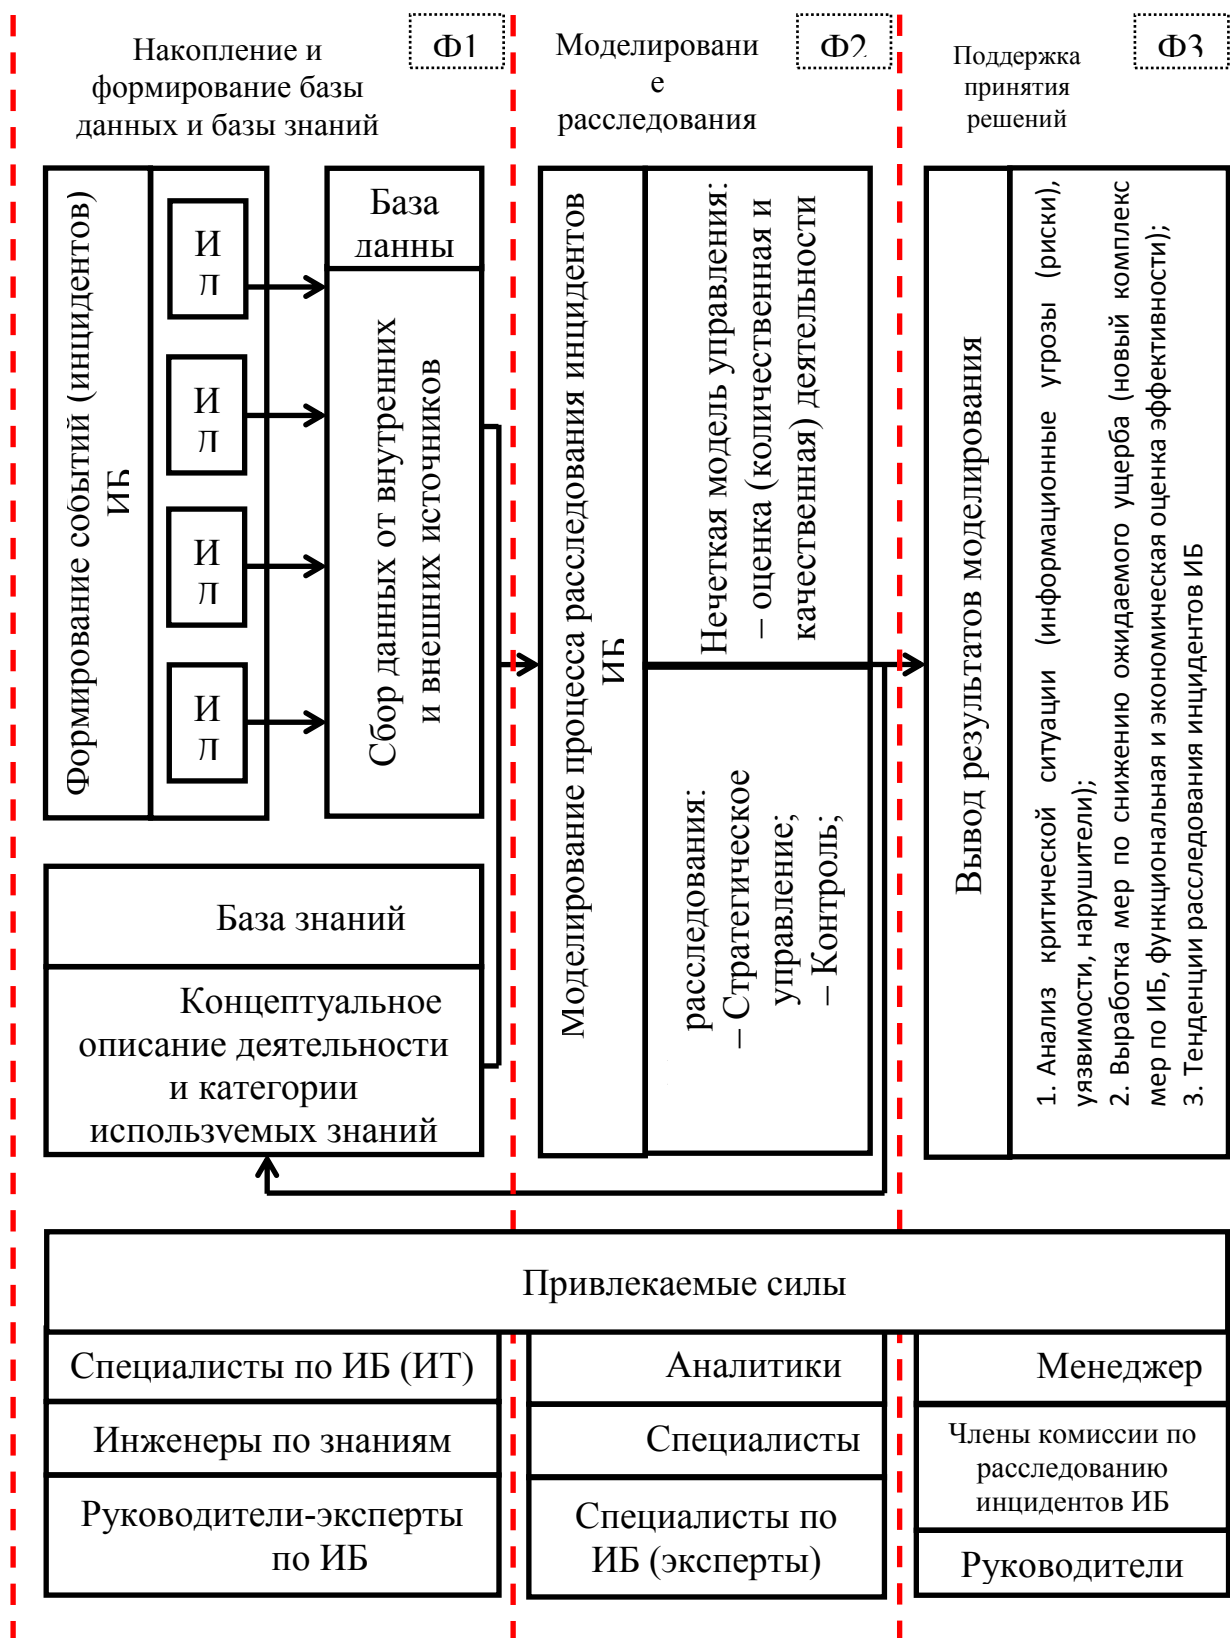 Накопление и
формирование базы
данных и базы знаний
Ф1
Моделировани
е
расследования
Ф2
Поддержка
принятия
решений
Ф3
Формирование событий (инцидентов)
ИБ
И
И
И
И
База
данны
Сбор данных от внутренних
и внешних источников
База знаний
Концептуальное
описание деятельности
и категории
используемых знаний
Моделирование процесса расследования инцидентов
ИБ
Нечеткая модель управления:
– оценка (количественная и
качественная) деятельности
расследования:
– Стратегическое
управление;
– Контроль;
Вывод результатов моделирования
1. Анализ критической ситуации (информационные угрозы (риски),
уязвимости, нарушители);
2. Выработка мер по снижению ожидаемого ущерба (новый комплекс
мер по ИБ, функциональная и экономическая оценка эффективности);
3. Тенденции расследования инцидентов ИБ
Привлекаемые силы
Специалисты по ИБ (ИТ)
Инженеры по знаниям
Руководители-эксперты
по ИБ
Аналитики
Специалисты
Специалисты по
ИБ (эксперты)
Менеджер
Члены комиссии по
расследованию
инцидентов ИБ
Руководители